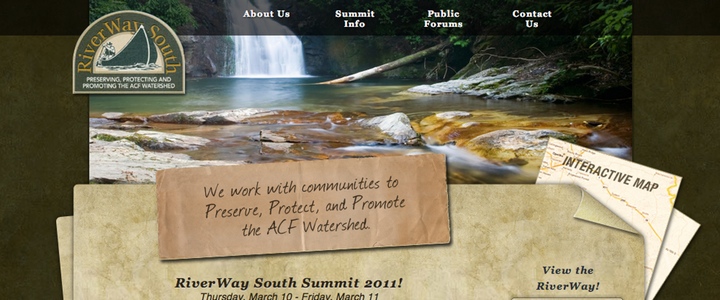 About Us
Summit Info
Public Forums
Contact Us
RiverWay South
PRESERVING, PROTECTING AND
PROMOTING THE ACF WATERSHED
INTERACTIVE MAP
We work with communities to
Preserve, Protect, and Promote
the ACF Watershed.
RiverWay South Summit 2011!
Thursday, March 10 - Friday, March 11
View the
RiverWay!